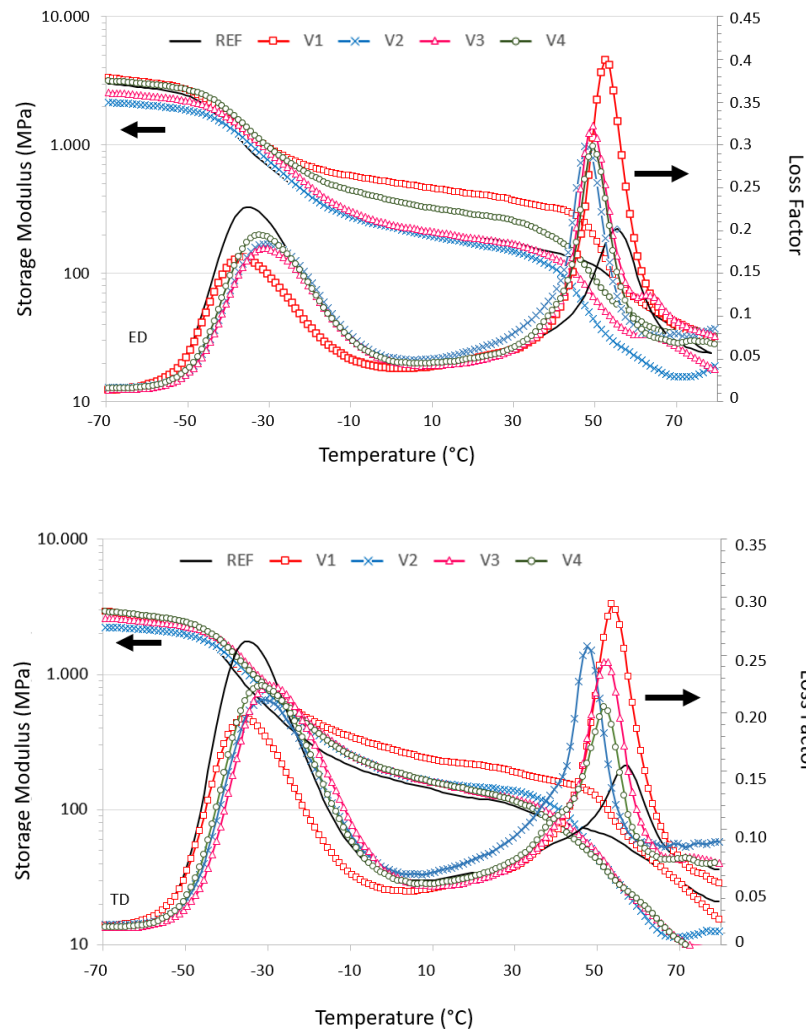 10.000
0.45
REF V1 V2 V3 V4
0.4
0.35
1.000
0.3
0.25
0.2
100
0.15
0.1
ED
0.05
10
0
-70 -50 -30 -10 10 30 50 70
Storage Modulus (MPa)
Loss Factor
Temperature (°C)
10.000
0.35
REF V1 V2 V3 V4
0.30
1.000
0.25
0.20
0.15
100
0.10
TD
0.05
10
0
-70 -50 -30 -10 10 30 50 70
Storage Modulus (MPa)
Loss Factor
Temperature (°C)